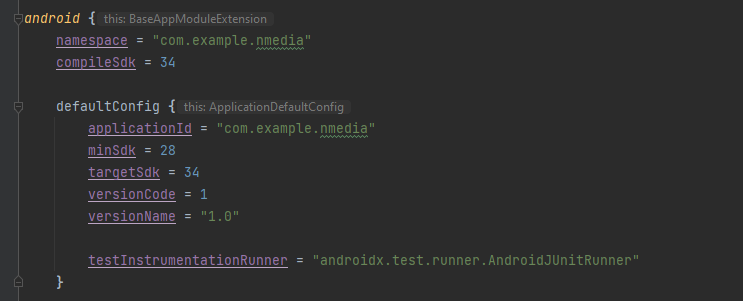 android { this: BaseAppModuleExtension
namespace = "com.example.nmedia"
compileSdk = 34
defaultConfig { this: ApplicationDefaultConfig
applicationId = "com.example.nmedia"
minSdk = 28
targetSdk = 34
versionCode = 1
versionName = "1.0"
testInstrumentationRunner = "androidx.test.runner.AndroidJUnitRunner"
}